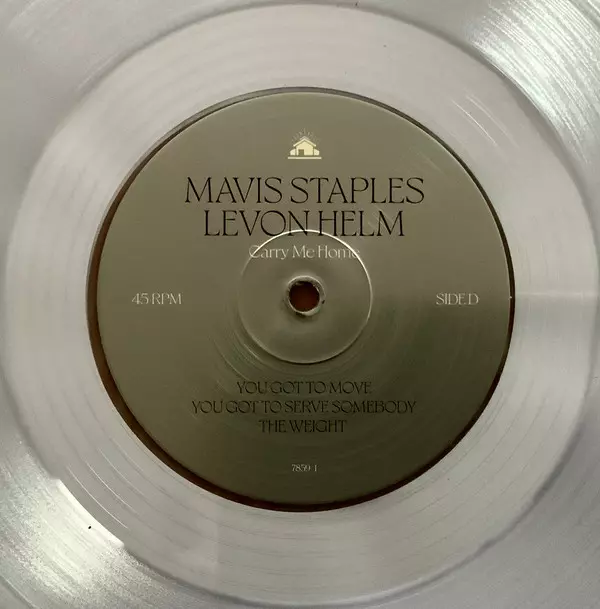 MAVIS STAPLES
LEVON HELM
Carry Me Home
45 RPM
SIDE D
YOU GOT TO MOVE
YOU GOT TO SERVE SOMEBODY
THE WEIGHT
7859-1